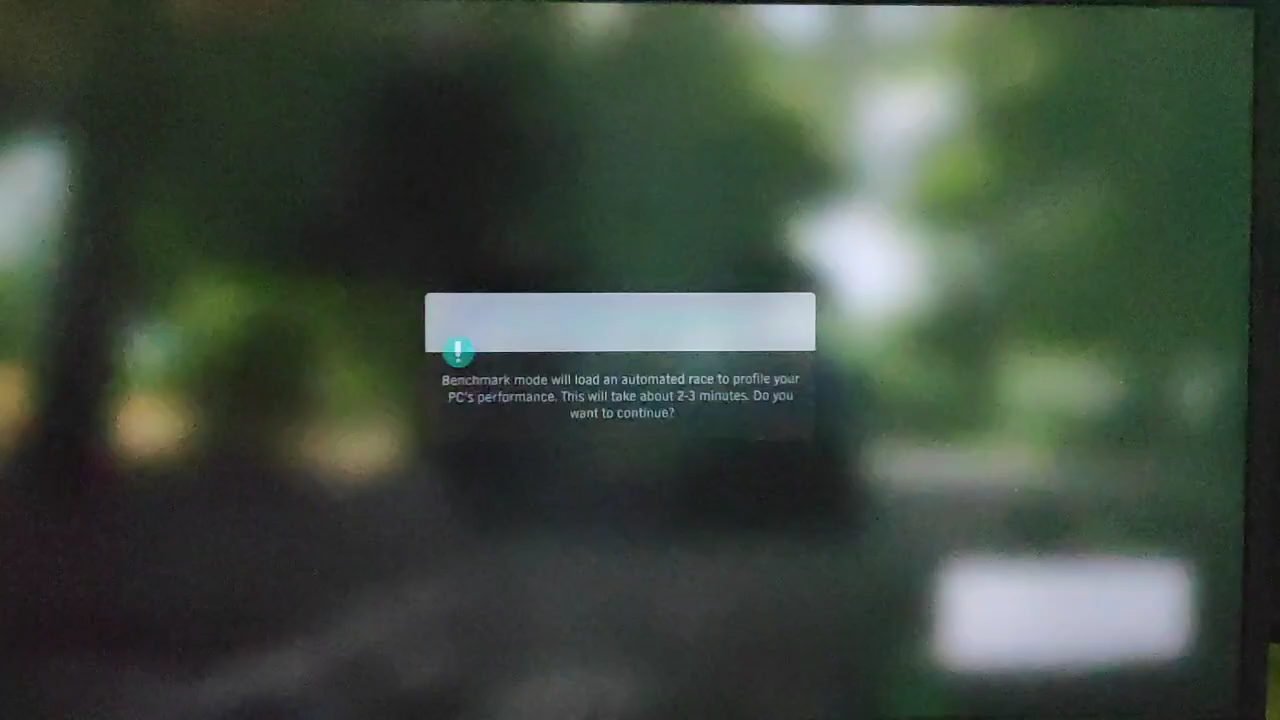 Benchmark mode will load an automated race to profile your
PC's performance. This will take about 2-3 minutes. Do you
want to continue?